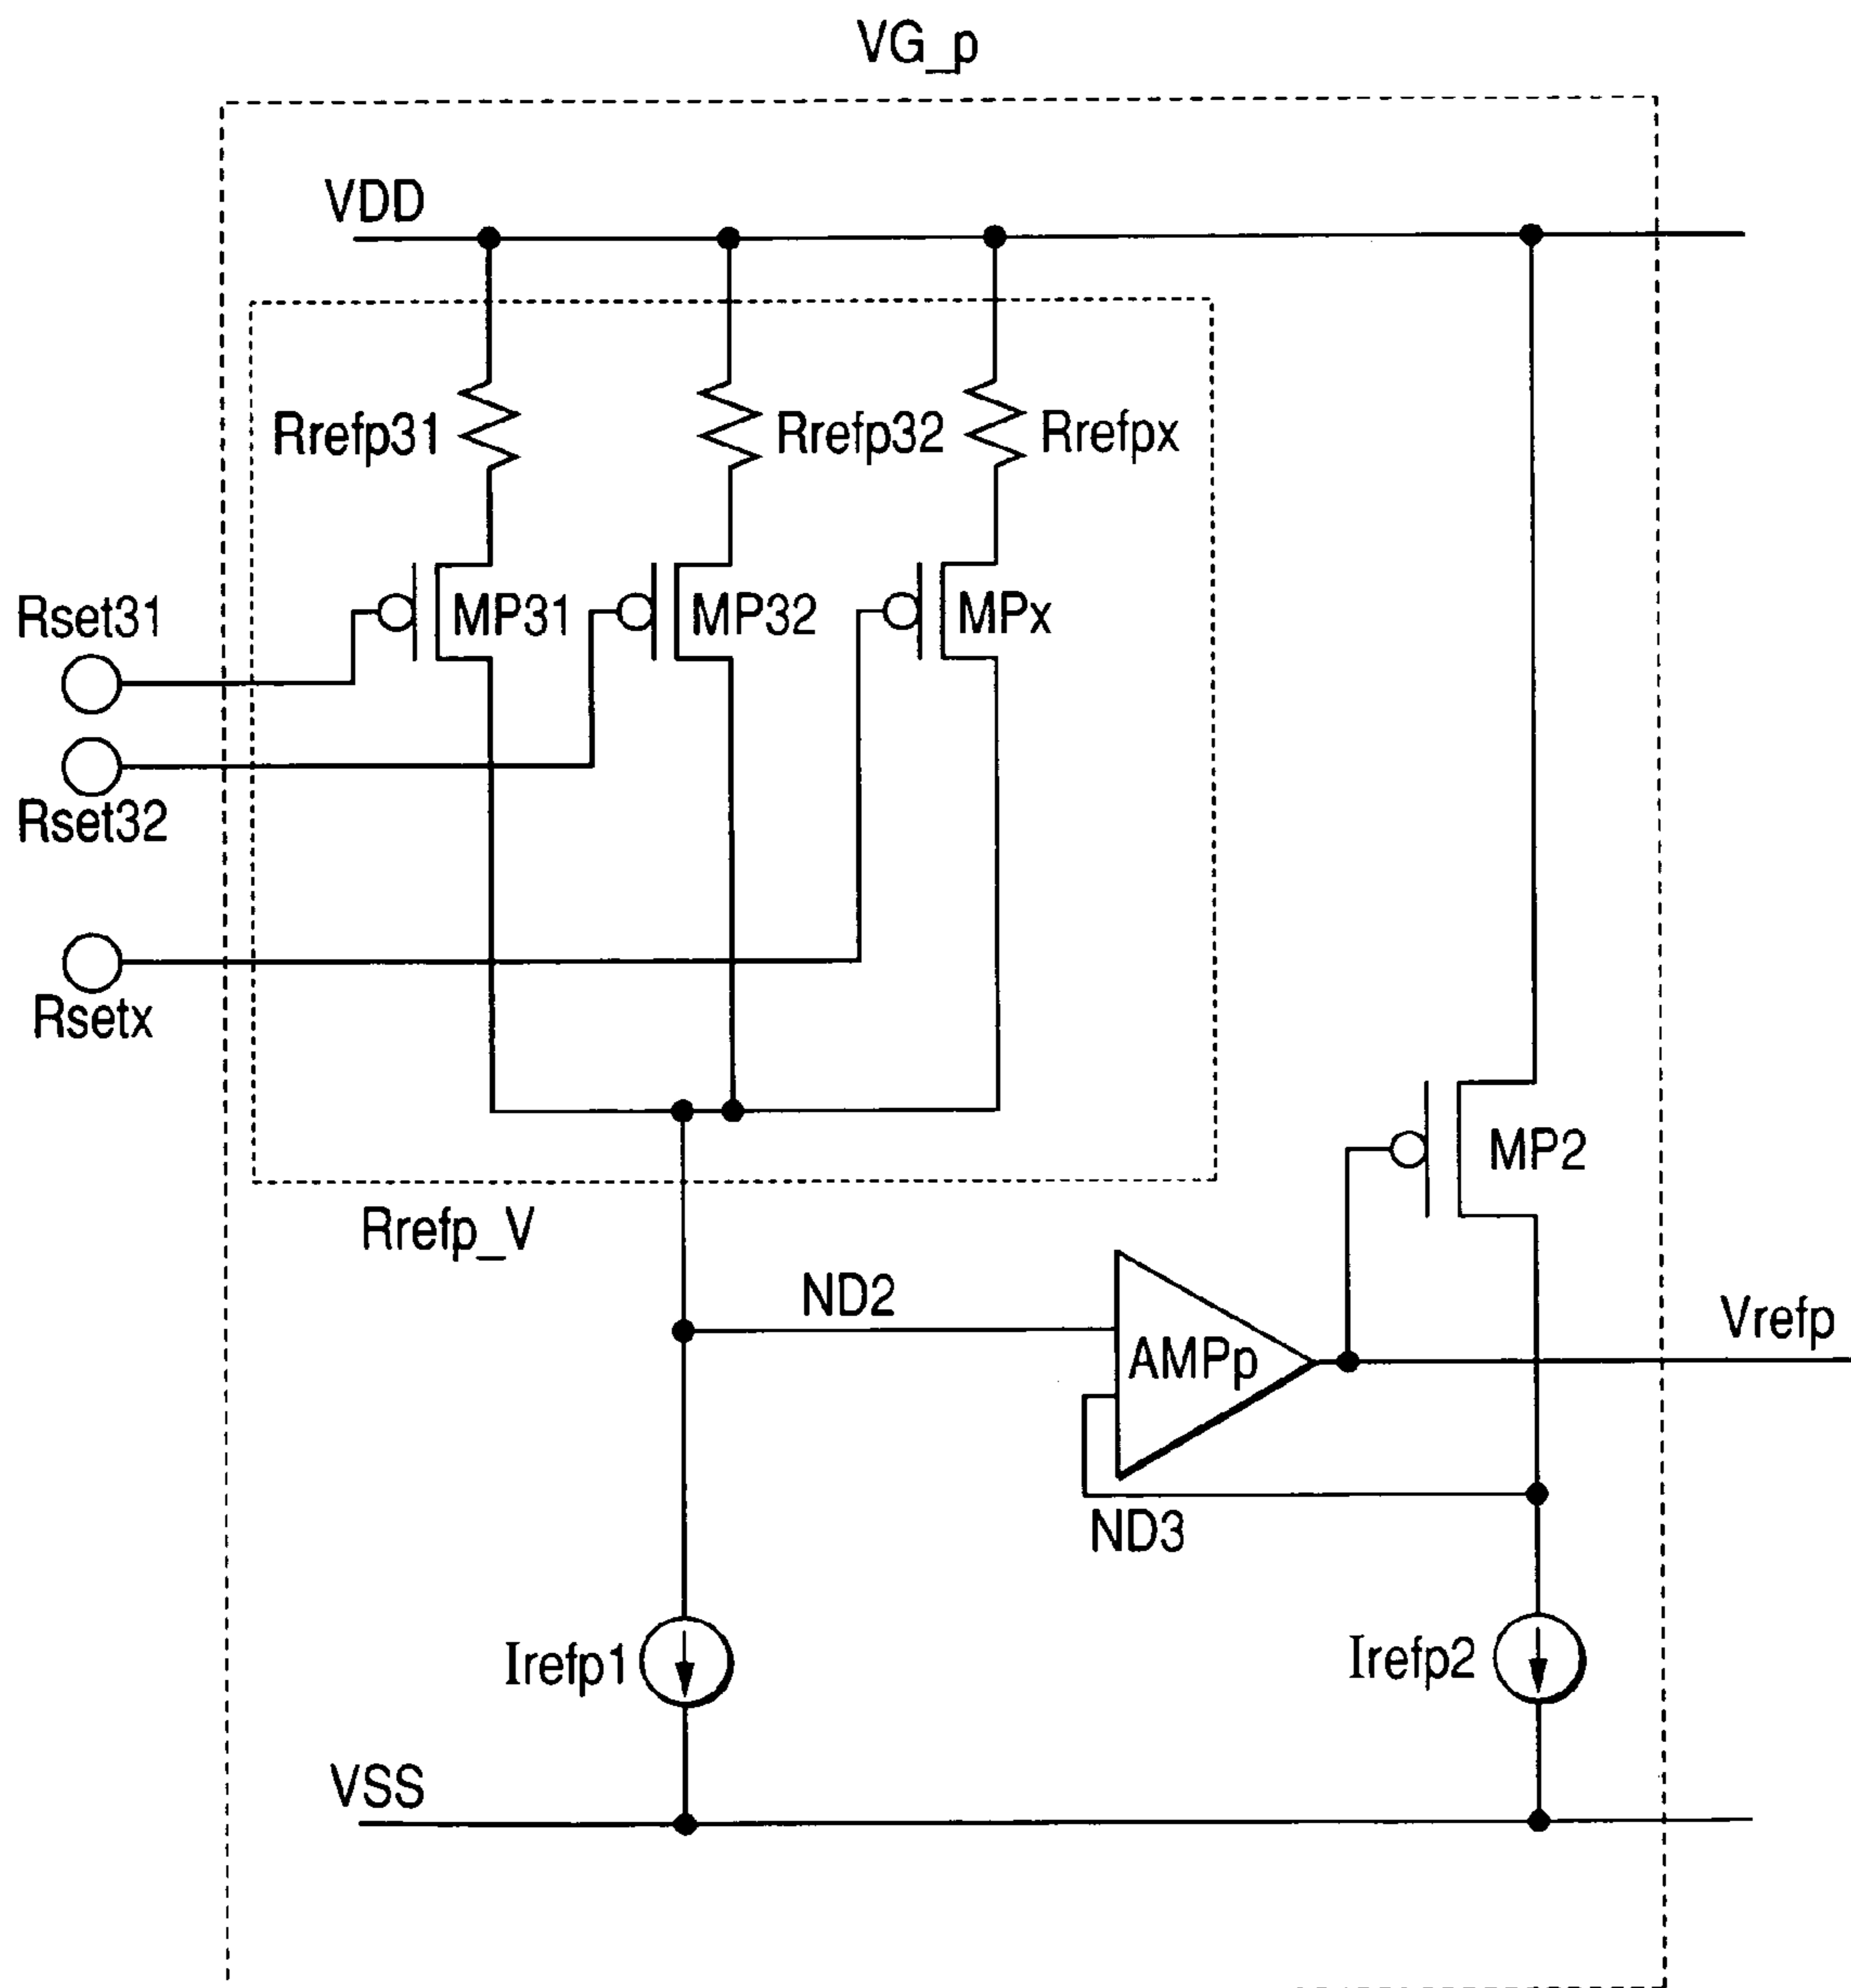 VG_p
VDD
Rrefp31
Rrefp32
Rrefpx
Rset31
MP31
MP32
MPx
Rset32
Rsetx
MP2
Rrefp_V
ND2
Vrefp
AMPp
ND3
Irefp1
Irefp2
VSS